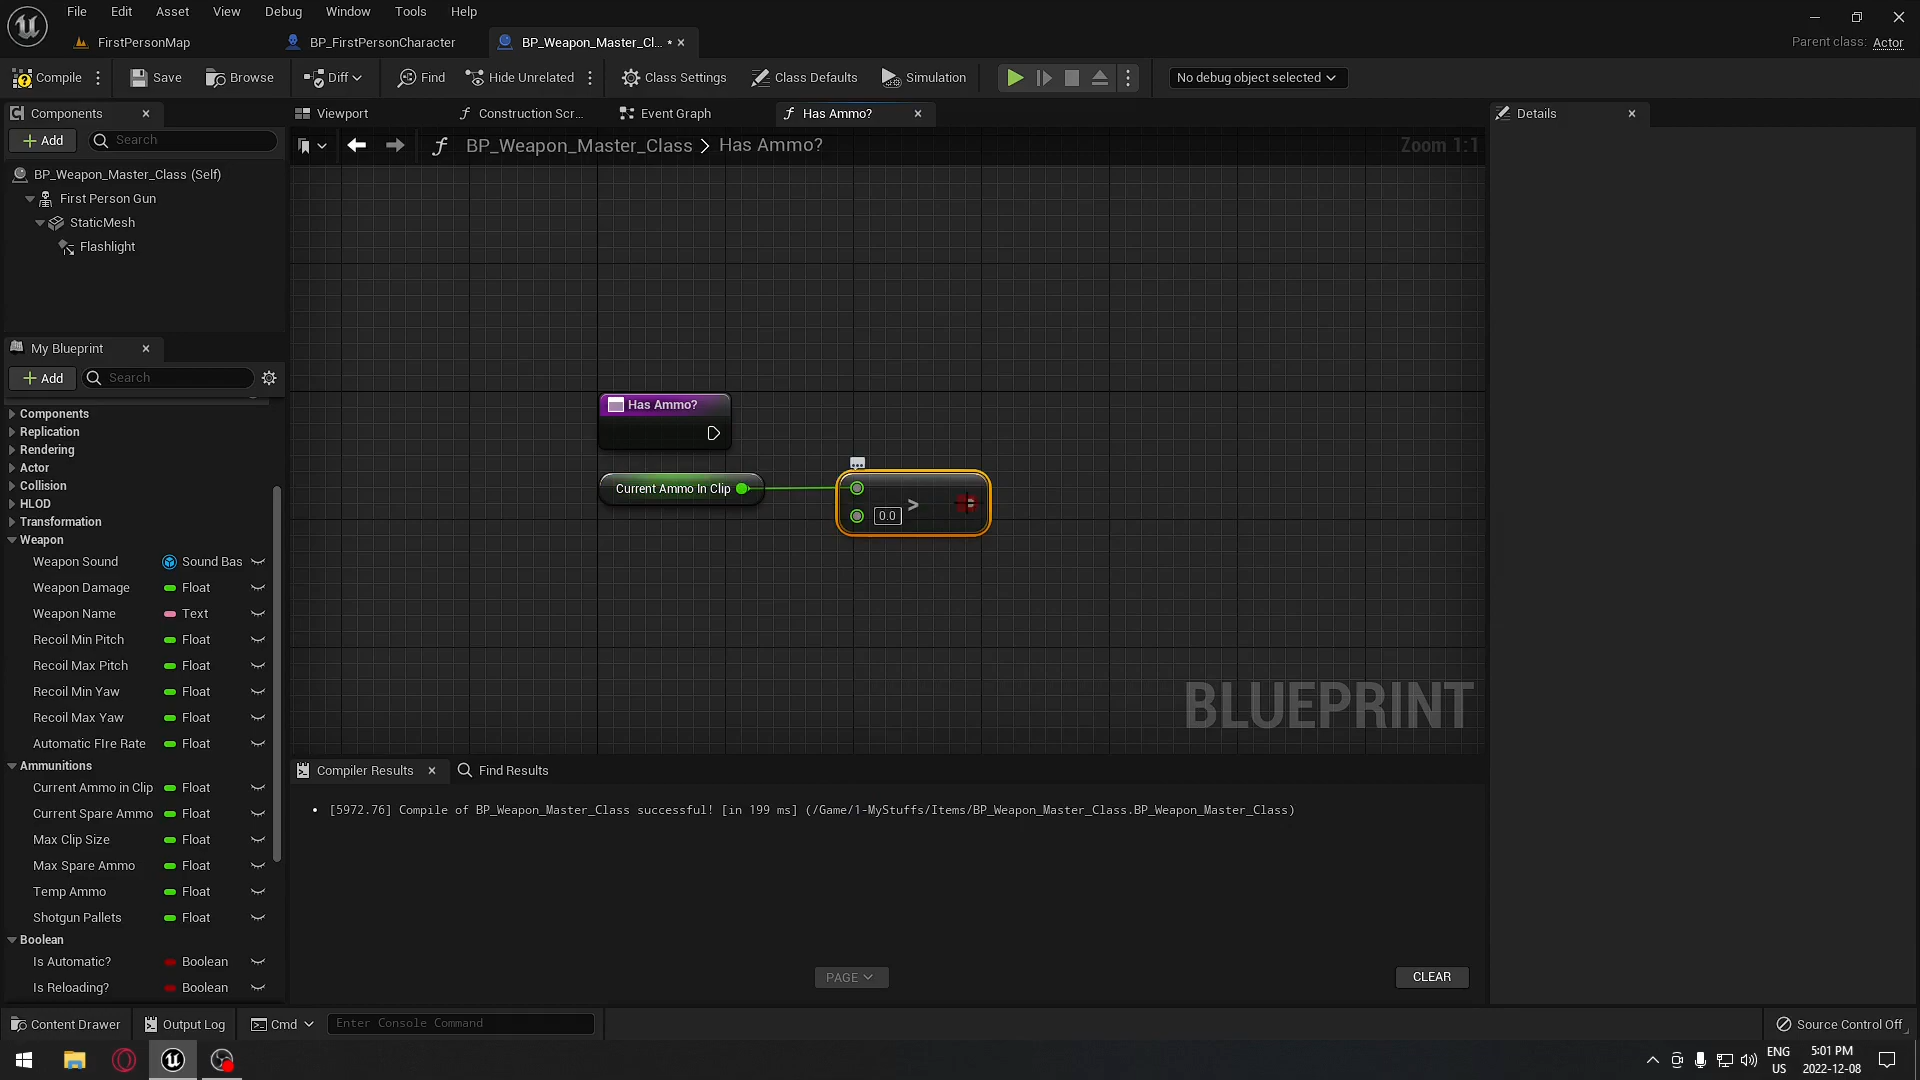 File Edit Asset View Debug Window Tools Help
FirstPersonMap
BP_FirstPersonCharacter
BP_Weapon_Master_Cl... *
Parent class: Actor
Compile
Save
Browse
Diff
Find
Hide Unrelated
Class Settings
Class Defaults
Simulation
No debug object selected
Components
Viewport
Construction Scr...
Event Graph
Has Ammo?
Details
Add
Search
BP_Weapon_Master_Class > Has Ammo?
Zoom 1:1
BP_Weapon_Master_Class (Self)
First Person Gun
StaticMesh
Flashlight
My Blueprint
Add
Search
Components
Replication
Rendering
Actor
Collision
HLOD
Transformation
Weapon
Weapon Sound Sound Bas
Weapon Damage Float
Weapon Name Text
Recoil Min Pitch Float
Recoil Max Pitch Float
Recoil Min Yaw Float
Recoil Max Yaw Float
Automatic FIre Rate Float
Ammunitions
Current Ammo in Clip Float
Current Spare Ammo Float
Max Clip Size Float
Max Spare Ammo Float
Temp Ammo Float
Shotgun Pallets Float
Boolean
Is Automatic? Boolean
Is Reloading? Boolean
Has Ammo?
Current Ammo In Clip
0.0 >
BLUEPRINT
Compiler Results
Find Results
• [5972.76] Compile of BP_Weapon_Master_Class successful! [in 199 ms] (/Game/1-MyStuffs/Items/BP_Weapon_Master_Class.BP_Weapon_Master_Class)
PAGE
CLEAR
Content Drawer
Output Log
Cmd
Enter Console Command
Source Control Off
ENG
US
5:01 PM
2022-12-08